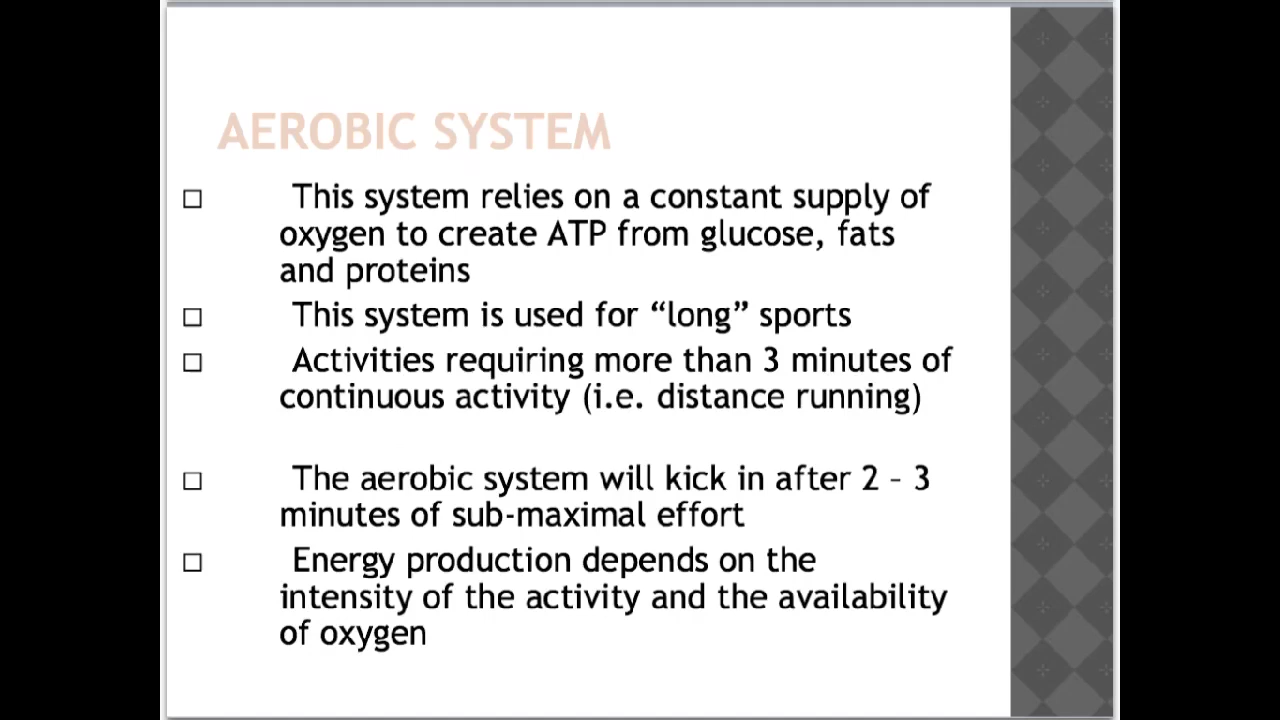 AEROBIC SYSTEM
This system relies on a constant supply of
oxygen to create ATP from glucose, fats
and proteins
This system is used for “long” sports
Activities requiring more than 3 minutes of
continuous activity (i.e. distance running)
The aerobic system will kick in after 2 – 3
minutes of sub-maximal effort
Energy production depends on the
intensity of the activity and the availability
of oxygen